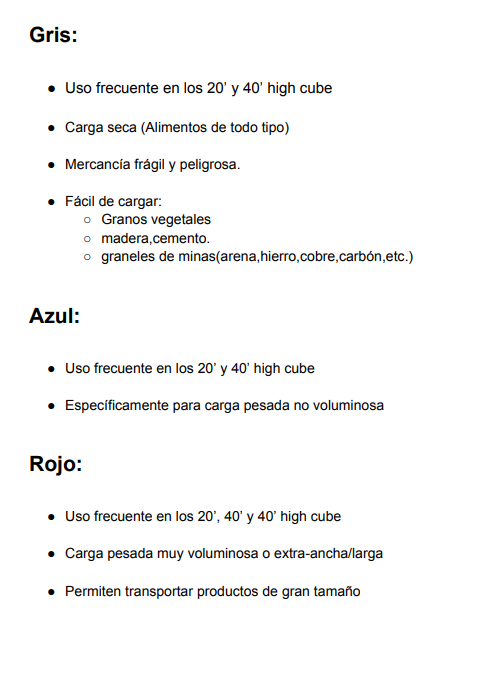 Gris:
● Uso frecuente en los 20’ y 40’ high cube
● Carga seca (Alimentos de todo tipo)
● Mercancía frágil y peligrosa.
● Fácil de cargar:
○ Granos vegetales
○ madera,cemento.
○ graneles de minas(arena,hierro,cobre,carbón,etc.)
Azul:
● Uso frecuente en los 20’ y 40’ high cube
● Específicamente para carga pesada no voluminosa
Rojo:
● Uso frecuente en los 20’, 40’ y 40’ high cube
● Carga pesada muy voluminosa o extra-ancha/larga
● Permiten transportar productos de gran tamaño